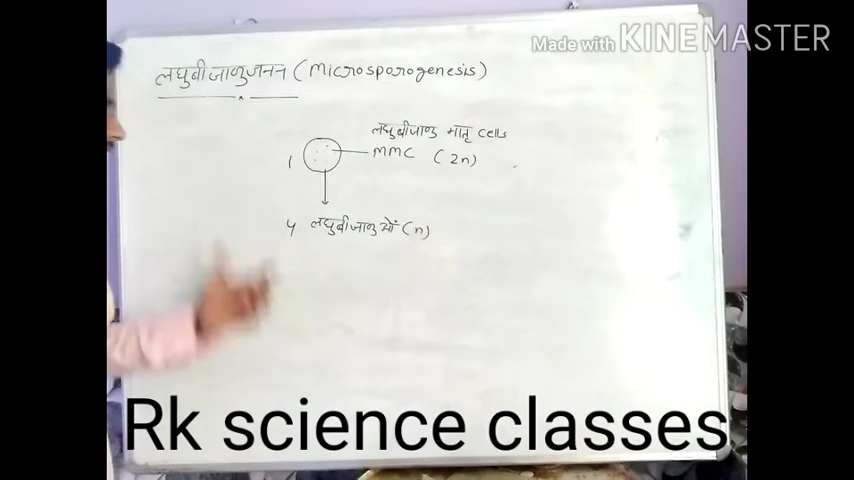 Made with KINEMASTER
लघुबीजाणुजनन (Microsporogenesis)
लघुबीजाणु मातृ cells
1 MMC (2n)
4 लघुबीजाणुओं (n)
Rk science classes